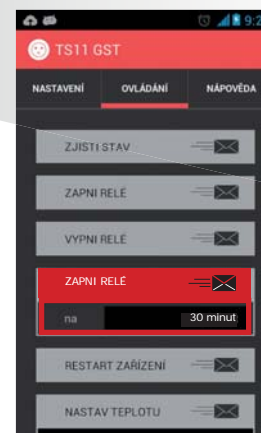 9:2
TS11 GST
NASTAVENÍ OVLÁDÁNÍ NÁPOVĚDA
ZJISTI STAV
ZAPNI RELÉ
VYPNI RELÉ
ZAPNI RELÉ
na 30 minut
RESTART ZAŘÍZENÍ
NASTAV TEPLOTU